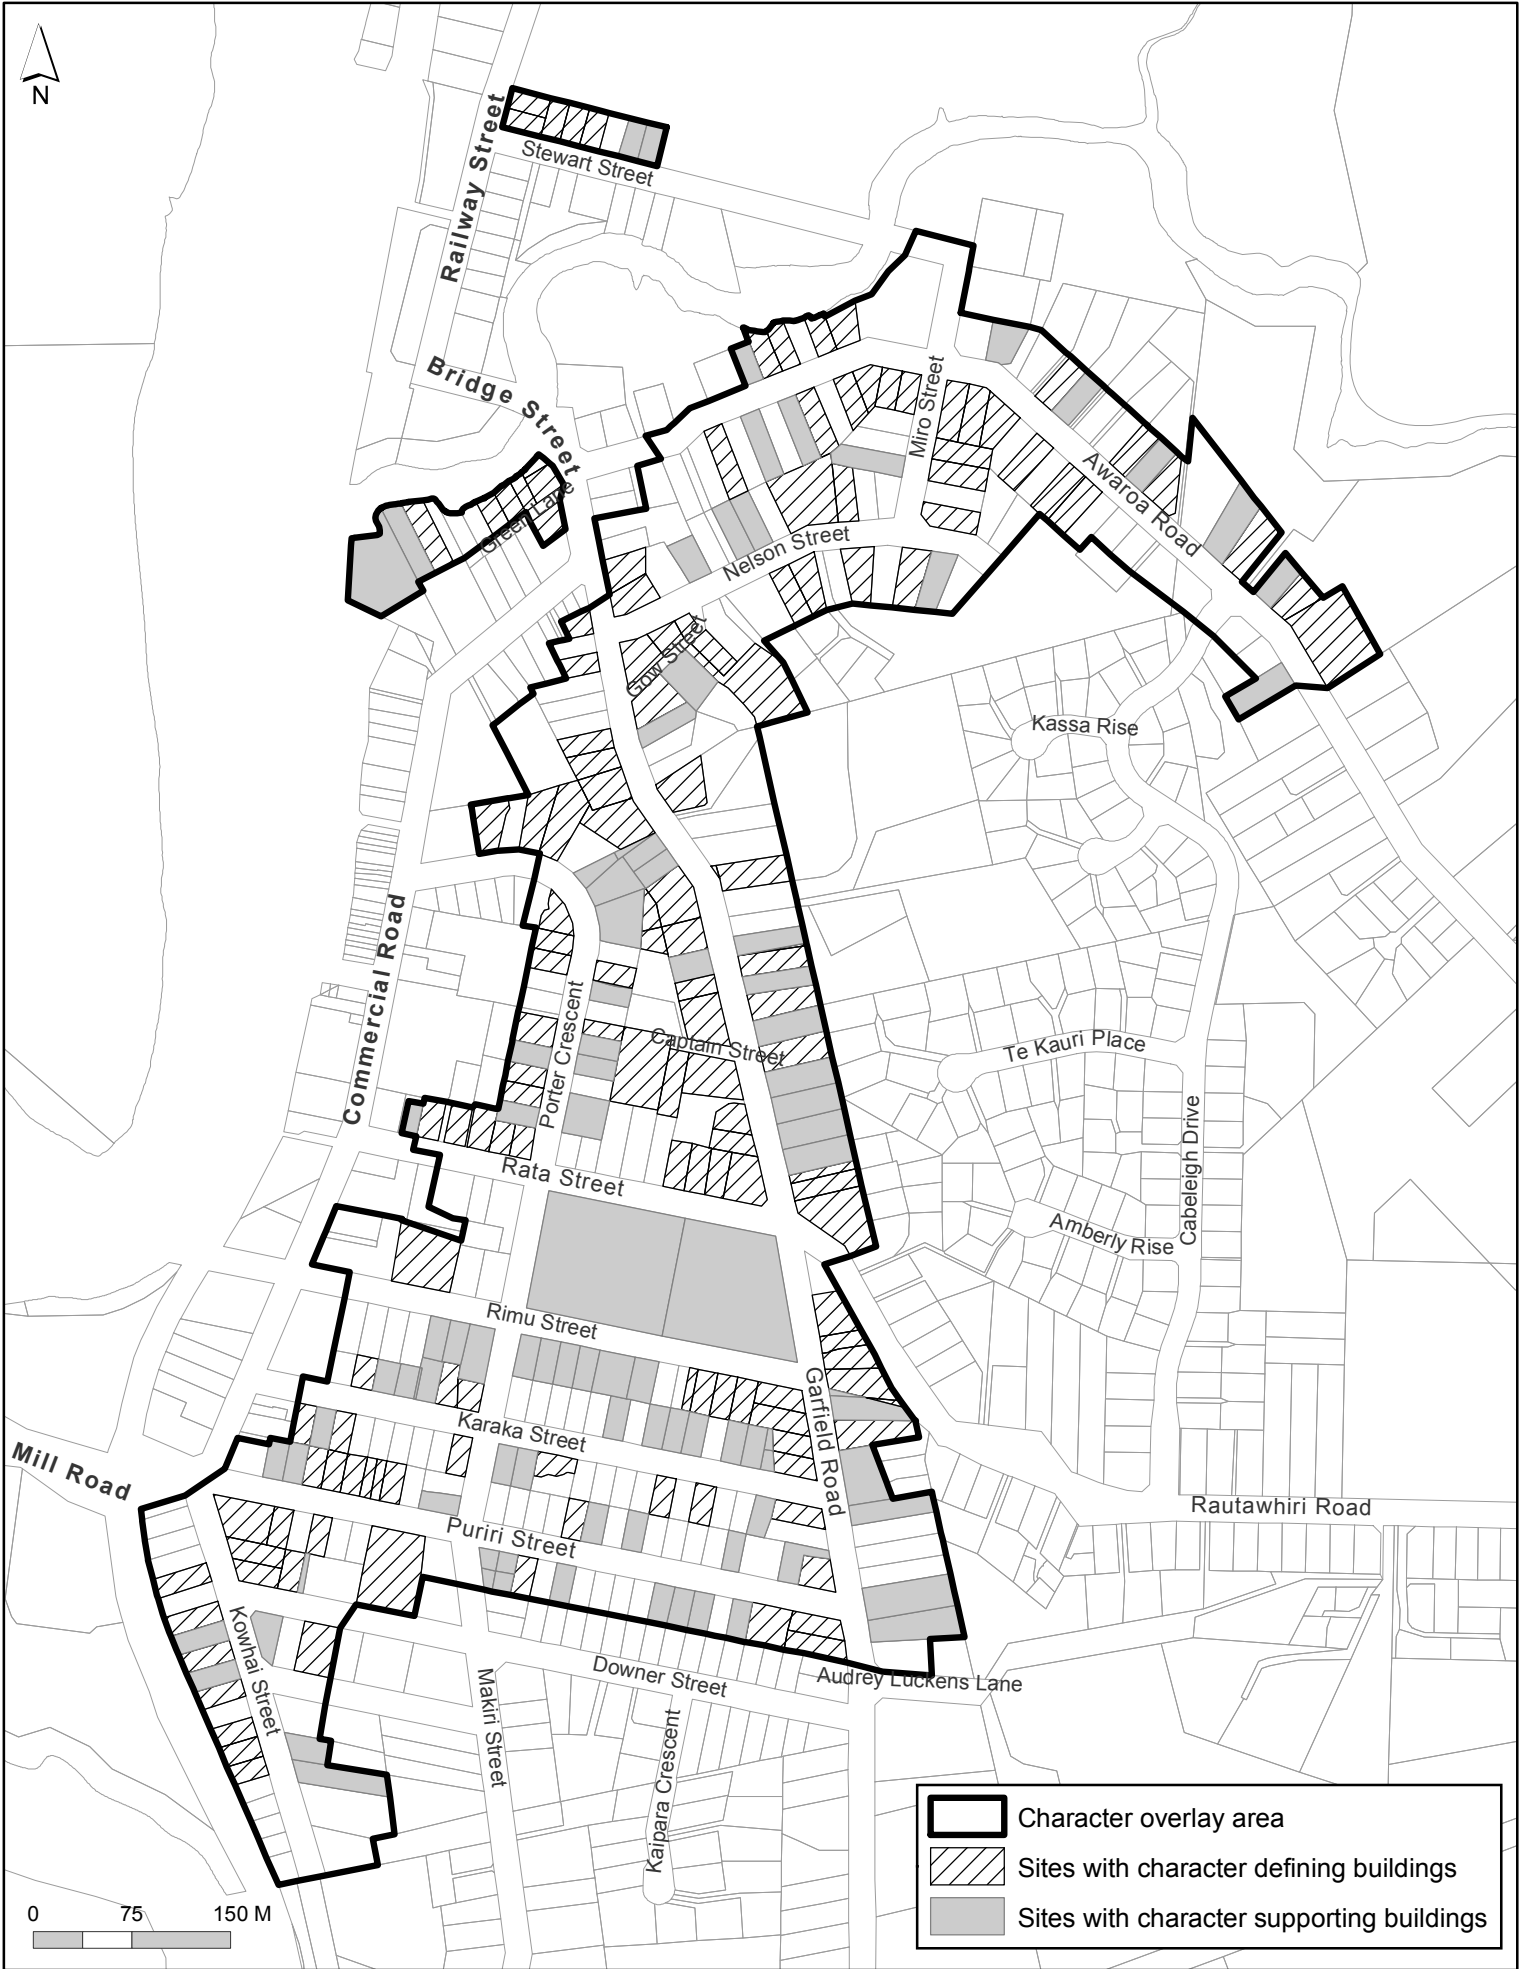 N
Railway Street
Stewart Street
Bridge Street
Miro Street
Green Lane
Awaroa Road
Nelson Street
Gow Street
Kassa Rise
Commercial Road
Porter Crescent
Captain Street
Te Kauri Place
Cabeleigh Drive
Rata Street
Amberly Rise
Rimu Street
Garfield Road
Karaka Street
Mill Road
Rautawhiri Road
Puriri Street
Kowhai Street
Makiri Street
Downer Street
Audrey Luckens Lane
Kaipara Crescent
Character overlay area
Sites with character defining buildings
Sites with character supporting buildings
0 75 150 M